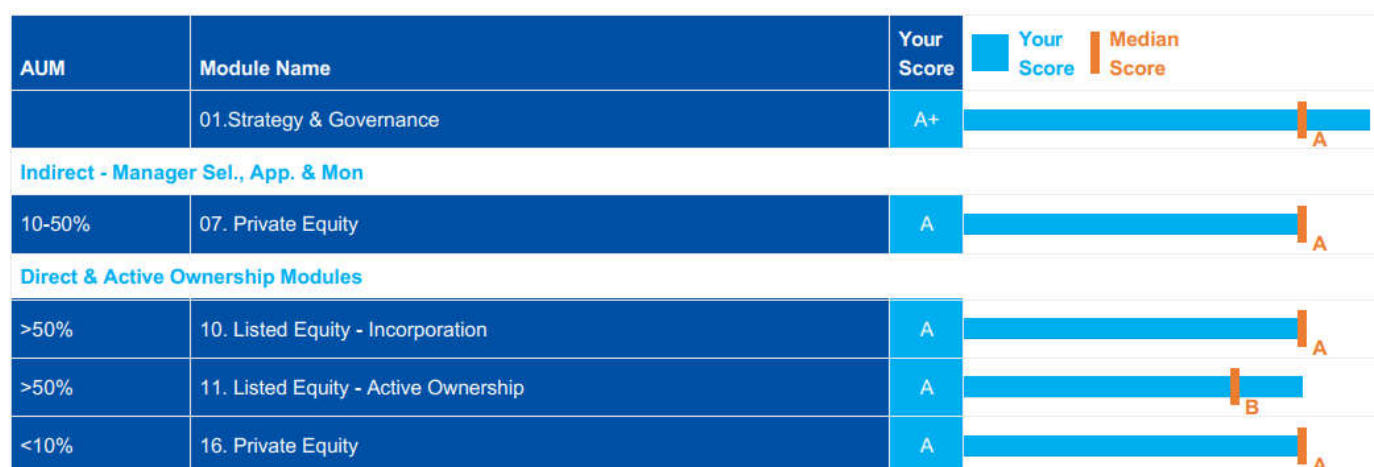 AUM Module Name Your Score Your Score Median Score
01.Strategy & Governance A+ A
Indirect - Manager Sel., App. & Mon
10-50% 07. Private Equity A A
Direct & Active Ownership Modules
>50% 10. Listed Equity - Incorporation A A
>50% 11. Listed Equity - Active Ownership A B
<10% 16. Private Equity A A